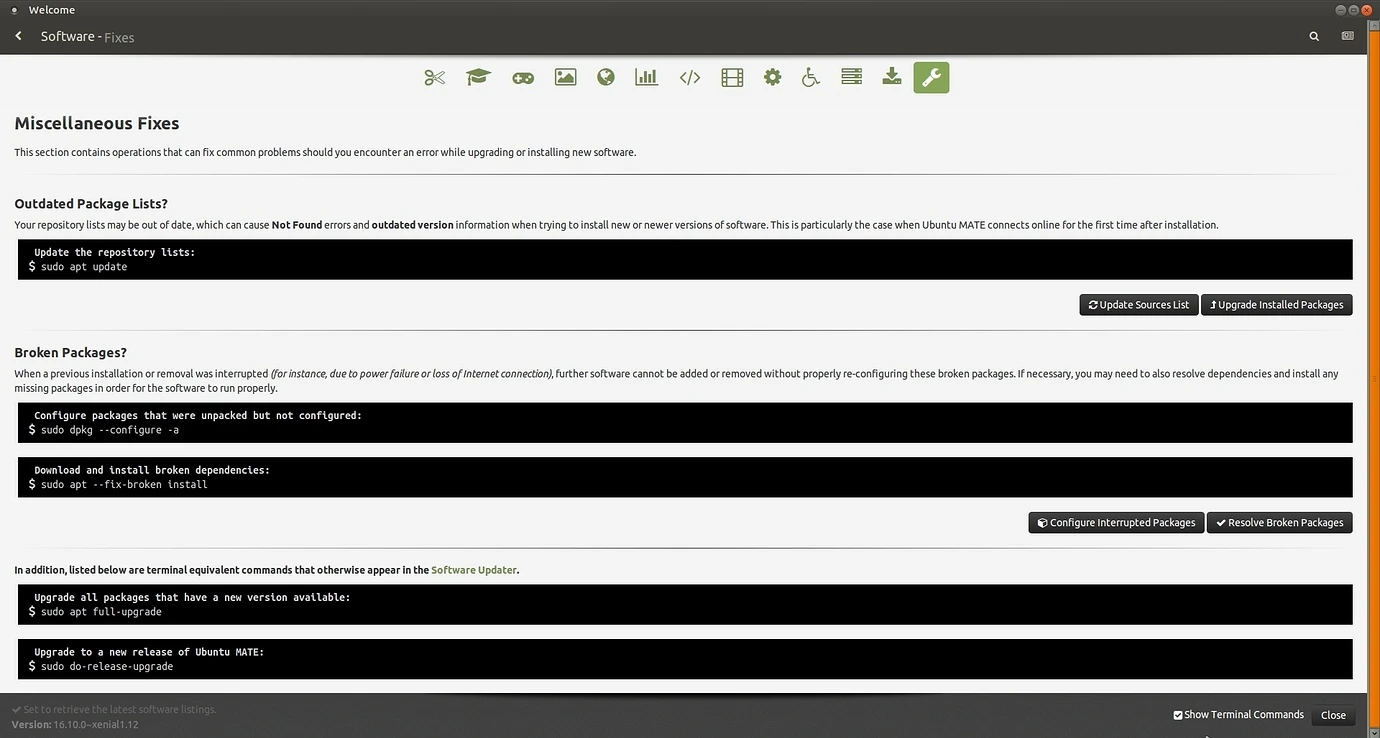 Welcome
Software - Fixes
Miscellaneous Fixes
This section contains operations that can fix common problems should you encounter an error while upgrading or installing new software.
Outdated Package Lists?
Your repository lists may be out of date, which can cause Not Found errors and outdated version information when trying to install new or newer versions of software. This is particularly the case when Ubuntu MATE connects online for the first time after installation.
Update the repository lists:
$ sudo apt update
Update Sources List Upgrade Installed Packages
Broken Packages?
When a previous installation or removal was interrupted (for instance, due to power failure or loss of Internet connection), further software cannot be added or removed without properly re-configuring these broken packages. If necessary, you may need to also resolve dependencies and install any
missing packages in order for the software to run properly.
Configure packages that were unpacked but not configured:
$ sudo dpkg --configure -a
Download and install broken dependencies:
$ sudo apt --fix-broken install
Configure Interrupted Packages Resolve Broken Packages
In addition, listed below are terminal equivalent commands that otherwise appear in the Software Updater.
Upgrade all packages that have a new version available:
$ sudo apt full-upgrade
Upgrade to a new release of Ubuntu MATE:
$ sudo do-release-upgrade
Set to retrieve the latest software listings.
Version: 16.10.0~xenial1.12
Show Terminal Commands Close